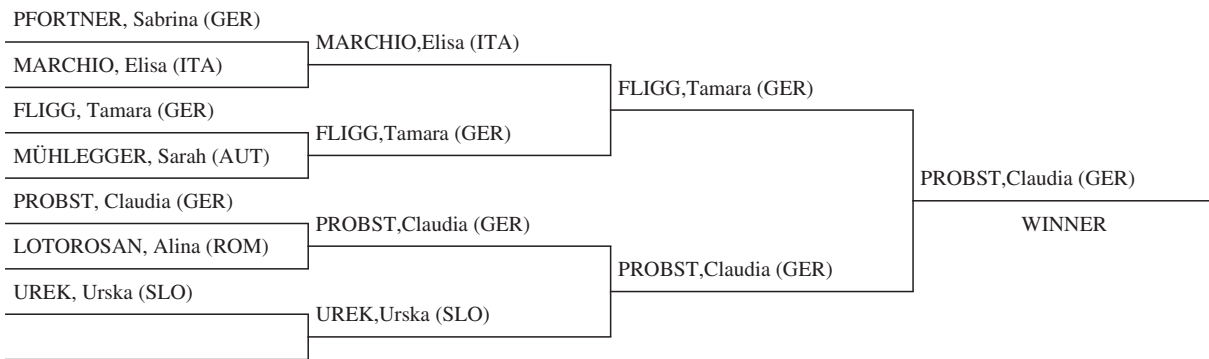 PFORTNER, Sabrina (GER)
MARCHIO, Elisa (ITA)
FLIGG, Tamara (GER)
MÜHLEGGER, Sarah (AUT)
PROBST, Claudia (GER)
LOTOROSAN, Alina (ROM)
UREK, Urska (SLO)
MARCHIO,Elisa (ITA)
FLIGG,Tamara (GER)
PROBST,Claudia (GER)
UREK,Urska (SLO)
FLIGG,Tamara (GER)
PROBST,Claudia (GER)
PROBST,Claudia (GER)
WINNER